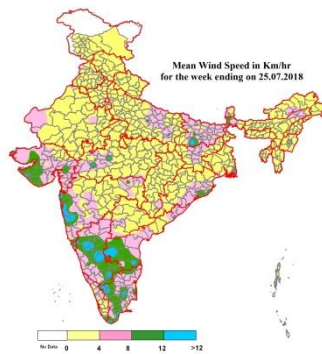 Mean Wind Speed in Km/hr
for the week ending on 25.07.2018
No Data 0 4 8 12 >12